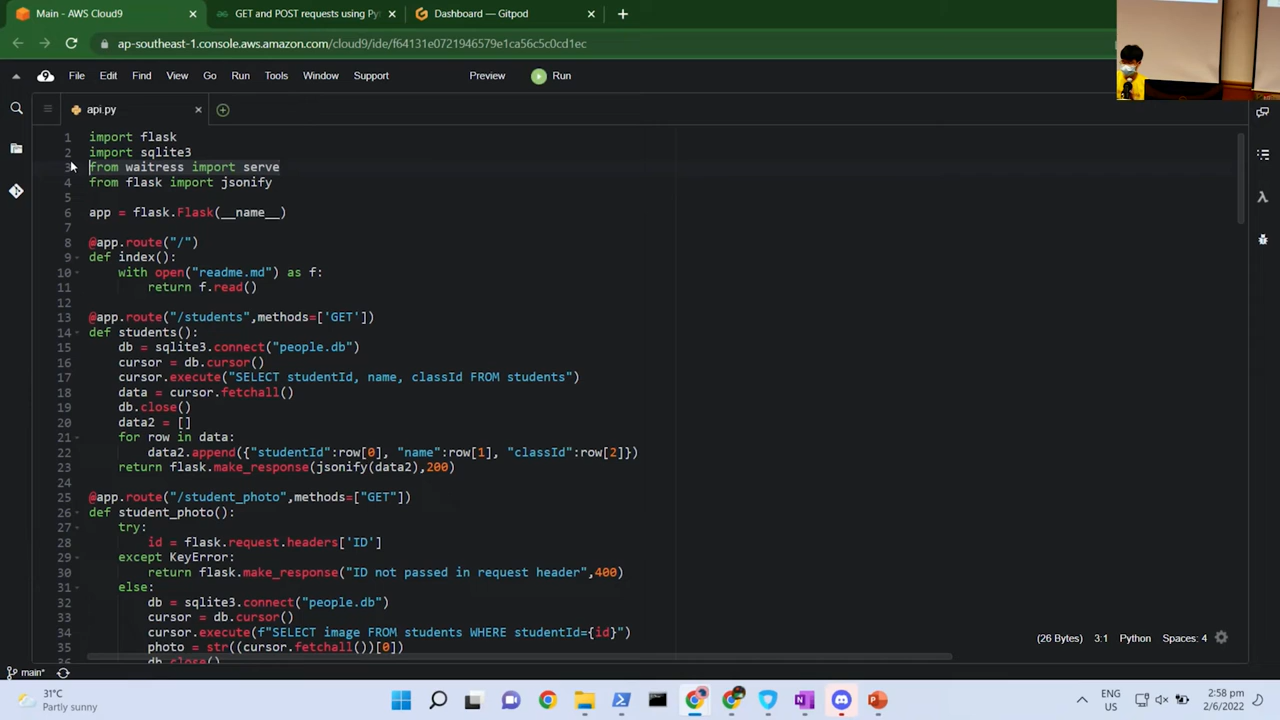 Main - AWS Cloud9
GET and POST requests using Pyt
Dashboard — Gitpod
ap-southeast-1.console.aws.amazon.com/cloud9/ide/f64131e0721946579e1ca56c5c0cd1ec
File Edit Find View Go Run Tools Window Support Preview Run
api.py
1 import flask
2 import sqlite3
3 from waitress import serve
4 from flask import jsonify
5
6 app = flask.Flask(__name__)
7
8 @app.route("/")
9 def index():
10 with open("readme.md") as f:
11 return f.read()
12
13 @app.route("/students",methods=['GET'])
14 def students():
15 db = sqlite3.connect("people.db")
16 cursor = db.cursor()
17 cursor.execute("SELECT studentId, name, classId FROM students")
18 data = cursor.fetchall()
19 db.close()
20 data2 = []
21 for row in data:
22 data2.append({"studentId":row[0], "name":row[1], "classId":row[2]})
23 return flask.make_response(jsonify(data2),200)
24
25 @app.route("/student_photo",methods=["GET"])
26 def student_photo():
27 try:
28 id = flask.request.headers['ID']
29 except KeyError:
30 return flask.make_response("ID not passed in request header",400)
31 else:
32 db = sqlite3.connect("people.db")
33 cursor = db.cursor()
34 cursor.execute(f"SELECT image FROM students WHERE studentId={id}")
35 photo = str((cursor.fetchall())[0])
36 db.close()
(26 Bytes) 3:1 Python Spaces: 4
main*
31°C
Partly sunny
ENG
US
2:58 pm
2/6/2022